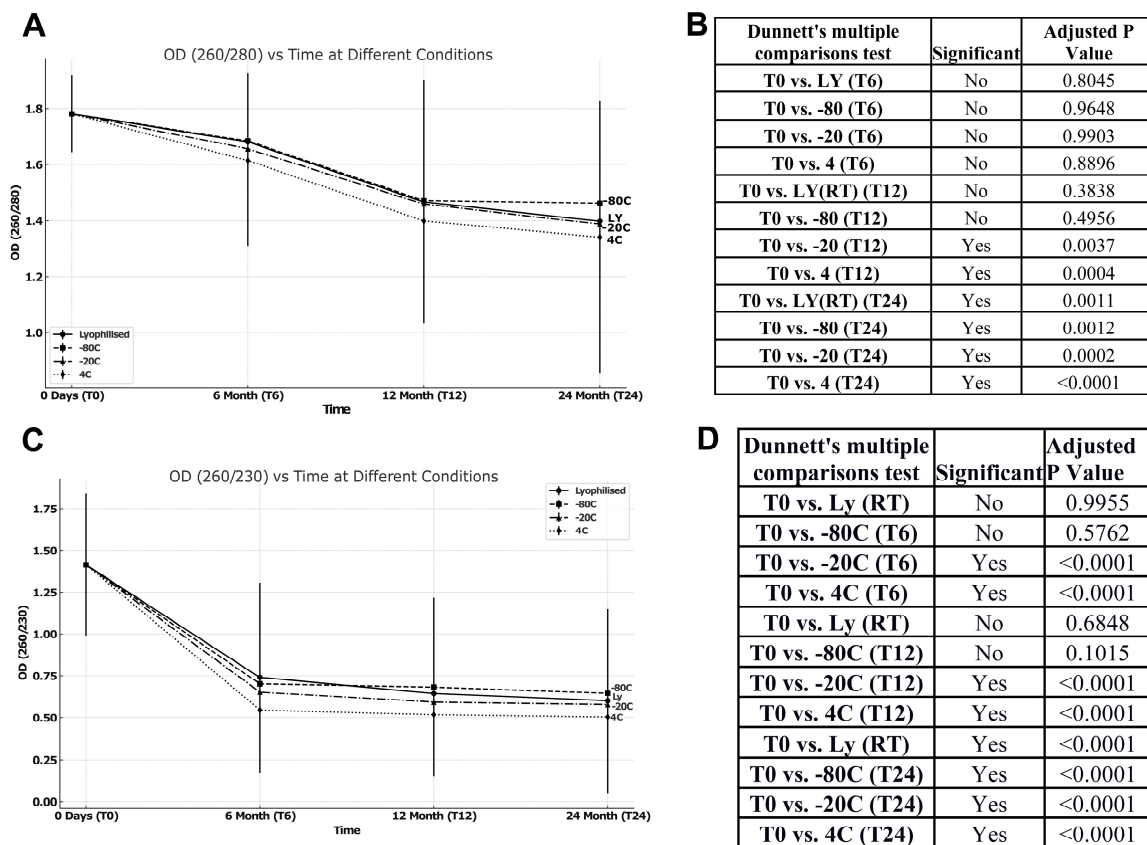 A
OD (260/280) vs Time at Different Conditions
OD (260/280)
1.8
1.6
1.4
1.2
1.0
-80C
LY
-20C
4C
Lyophilised
-80C
-20C
4C
0 Days (T0) 6 Month (T6) 12 Month (T12) 24 Month (T24)
Time
B
Dunnett's multiple comparisons test Significant Adjusted P Value
T0 vs. LY (T6) No 0.8045
T0 vs. -80 (T6) No 0.9648
T0 vs. -20 (T6) No 0.9903
T0 vs. 4 (T6) No 0.8896
T0 vs. LY(RT) (T12) No 0.3838
T0 vs. -80 (T12) No 0.4956
T0 vs. -20 (T12) Yes 0.0037
T0 vs. 4 (T12) Yes 0.0004
T0 vs. LY(RT) (T24) Yes 0.0011
T0 vs. -80 (T24) Yes 0.0012
T0 vs. -20 (T24) Yes 0.0002
T0 vs. 4 (T24) Yes <0.0001
C
OD (260/230) vs Time at Different Conditions
OD (260/230)
1.75
1.50
1.25
1.00
0.75
0.50
0.25
0.00
Lyophilised
-80C
-20C
4C
-80C
Ly
-20C
4C
0 Days (T0) 6 Month (T6) 12 Month (T12) 24 Month (T24)
Time
D
Dunnett's multiple comparisons test Significant Adjusted P Value
T0 vs. Ly (RT) No 0.9955
T0 vs. -80C (T6) No 0.5762
T0 vs. -20C (T6) Yes <0.0001
T0 vs. 4C (T6) Yes <0.0001
T0 vs. Ly (RT) No 0.6848
T0 vs. -80C (T12) No 0.1015
T0 vs. -20C (T12) Yes <0.0001
T0 vs. 4C (T12) Yes <0.0001
T0 vs. Ly (RT) Yes <0.0001
T0 vs. -80C (T24) Yes <0.0001
T0 vs. -20C (T24) Yes <0.0001
T0 vs. 4C (T24) Yes <0.0001